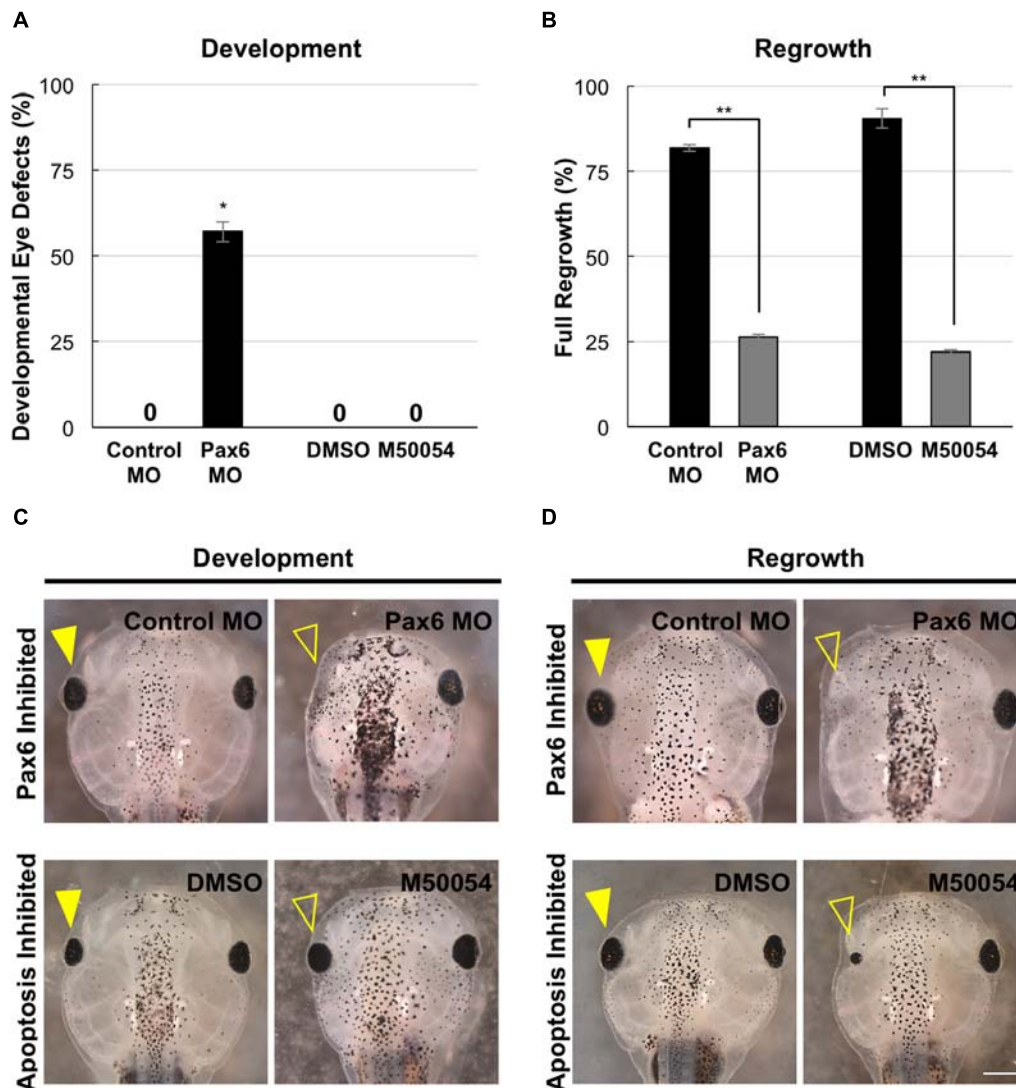 A
Development
Developmental Eye Defects (%)
100
75
50
25
0
*
0
0
0
Control MO
Pax6 MO
DMSO
M50054
B
Regrowth
Full Regrowth (%)
100
75
50
25
0
**
**
Control MO
Pax6 MO
DMSO
M50054
C
Development
Pax6 Inhibited
Control MO
Pax6 MO
Apoptosis Inhibited
DMSO
M50054
D
Regrowth
Pax6 Inhibited
Control MO
Pax6 MO
Apoptosis Inhibited
DMSO
M50054